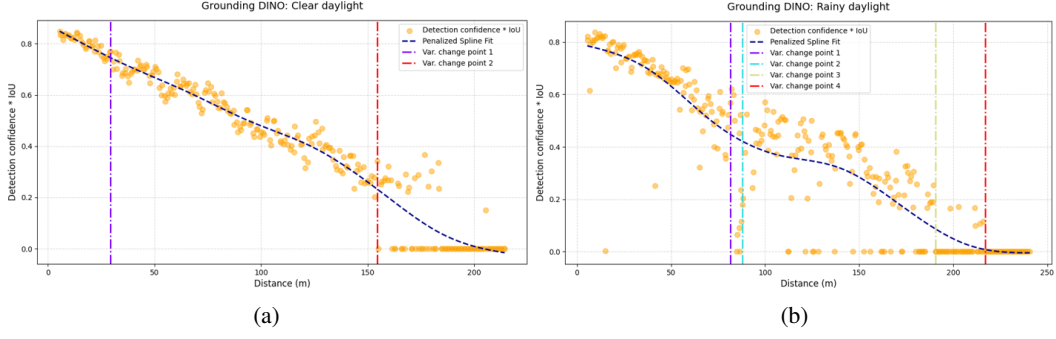 Grounding DINO: Clear daylight
Detection confidence * IoU
0.8
0.6
0.4
0.2
0.0
0
50
100
150
200
Distance (m)
Detection confidence * IoU
Penalized Spline Fit
Var. change point 1
Var. change point 2
(a)
Grounding DINO: Rainy daylight
Detection confidence * IoU
0.8
0.6
0.4
0.2
0.0
0
50
100
150
200
250
Distance (m)
Detection confidence * IoU
Penalized Spline Fit
Var. change point 1
Var. change point 2
Var. change point 3
Var. change point 4
(b)